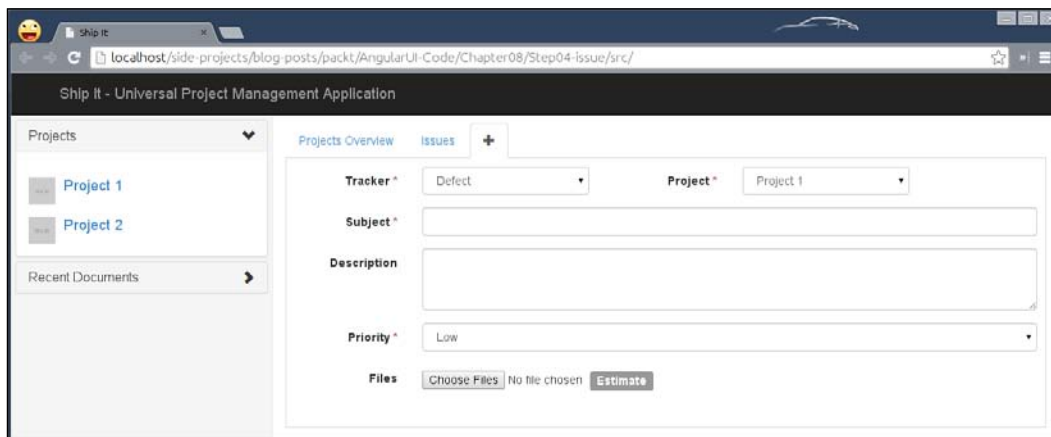 Ship It
localhost/side-projects/blog-posts/packt/AngularUI-Code/Chapter08/Step04-issue/src/
Ship It - Universal Project Management Application
Projects
Project 1
Project 2
Recent Documents
Projects Overview Issues
Tracker * Defect Project * Project 1
Subject *
Description
Priority * Low
Files Choose Files No file chosen Estimate